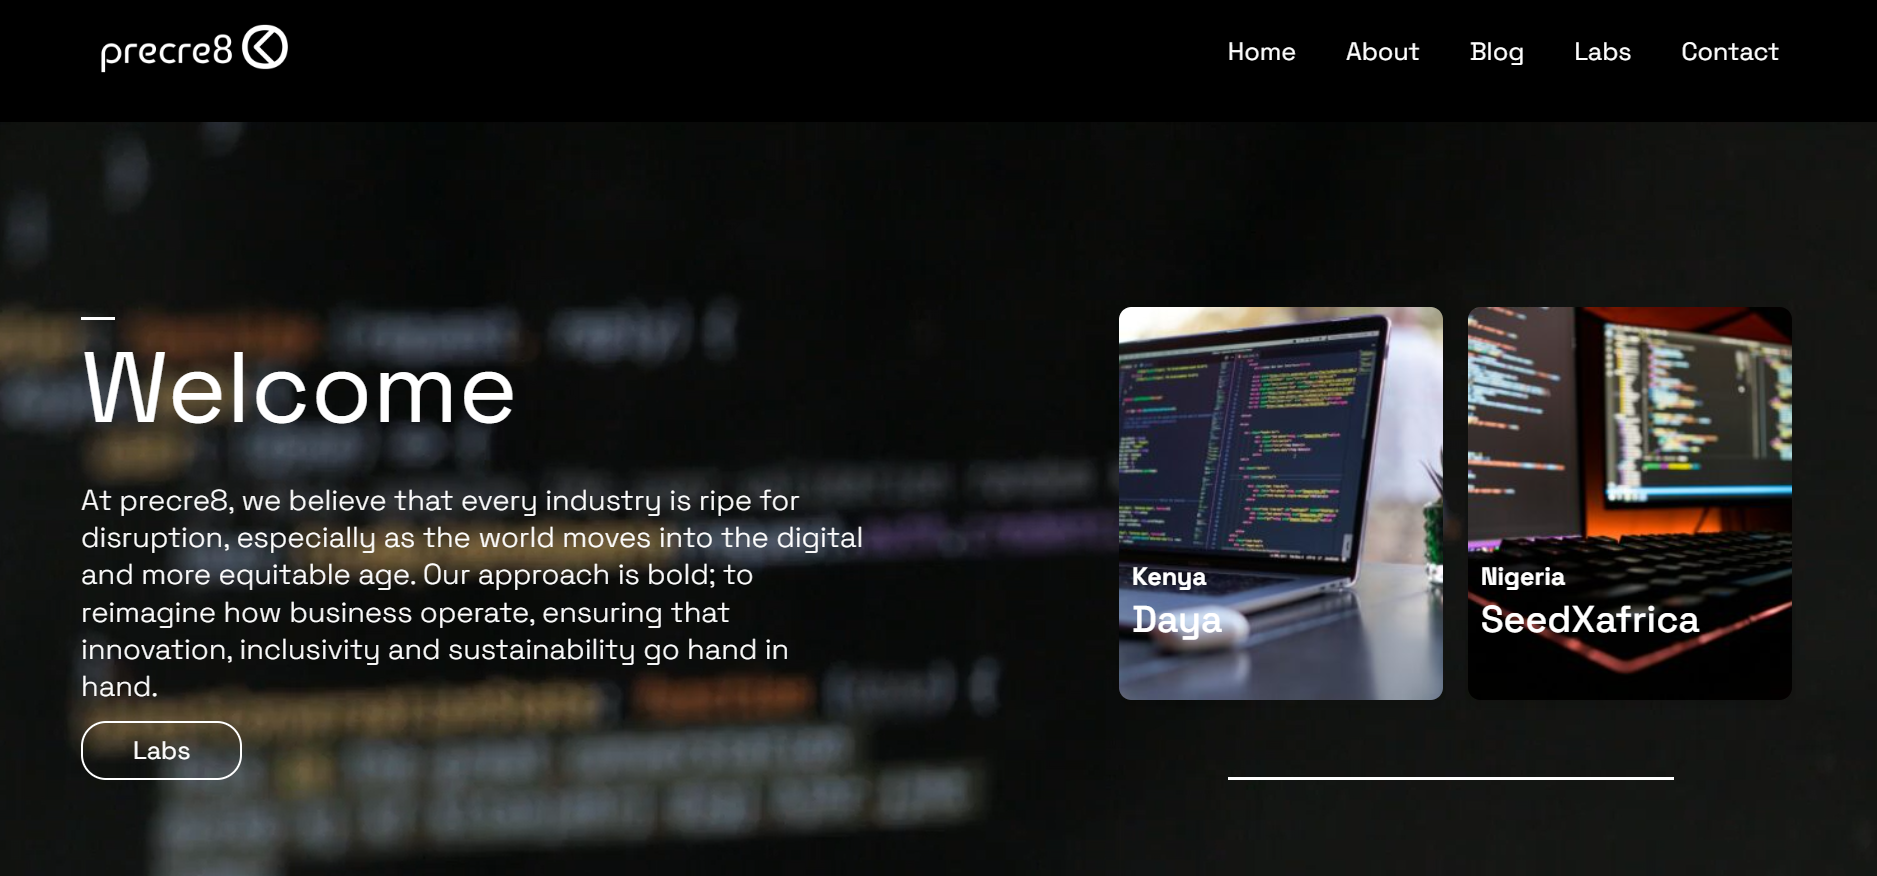 precre8
Home About Blog Labs Contact
Welcome
At precre8, we believe that every industry is ripe for
disruption, especially as the world moves into the digital
and more equitable age. Our approach is bold; to
reimagine how business operate, ensuring that
innovation, inclusivity and sustainability go hand in
hand.
Labs
Kenya
Daya
Nigeria
SeedXafrica